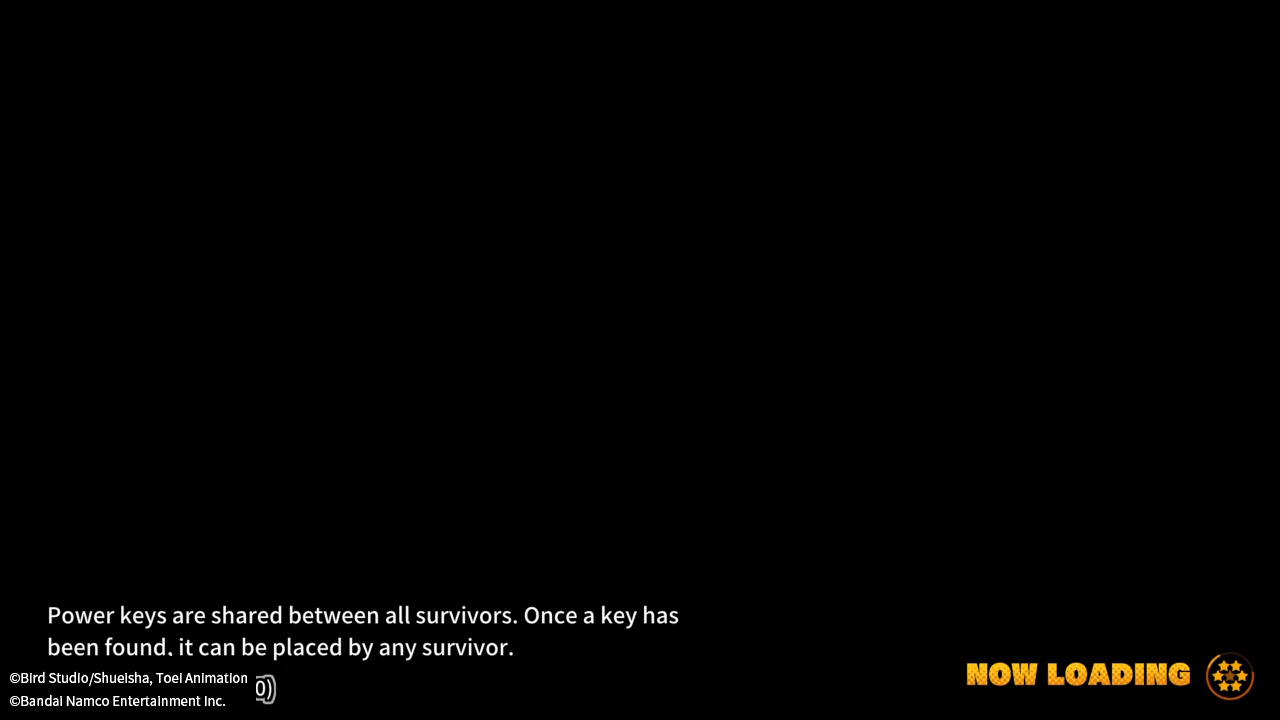 Power keys are shared between all survivors. Once a key has
been found, it can be placed by any survivor.
©Bird Studio/Shueisha, Toei Animation
©Bandai Namco Entertainment Inc.
NOW LOADING